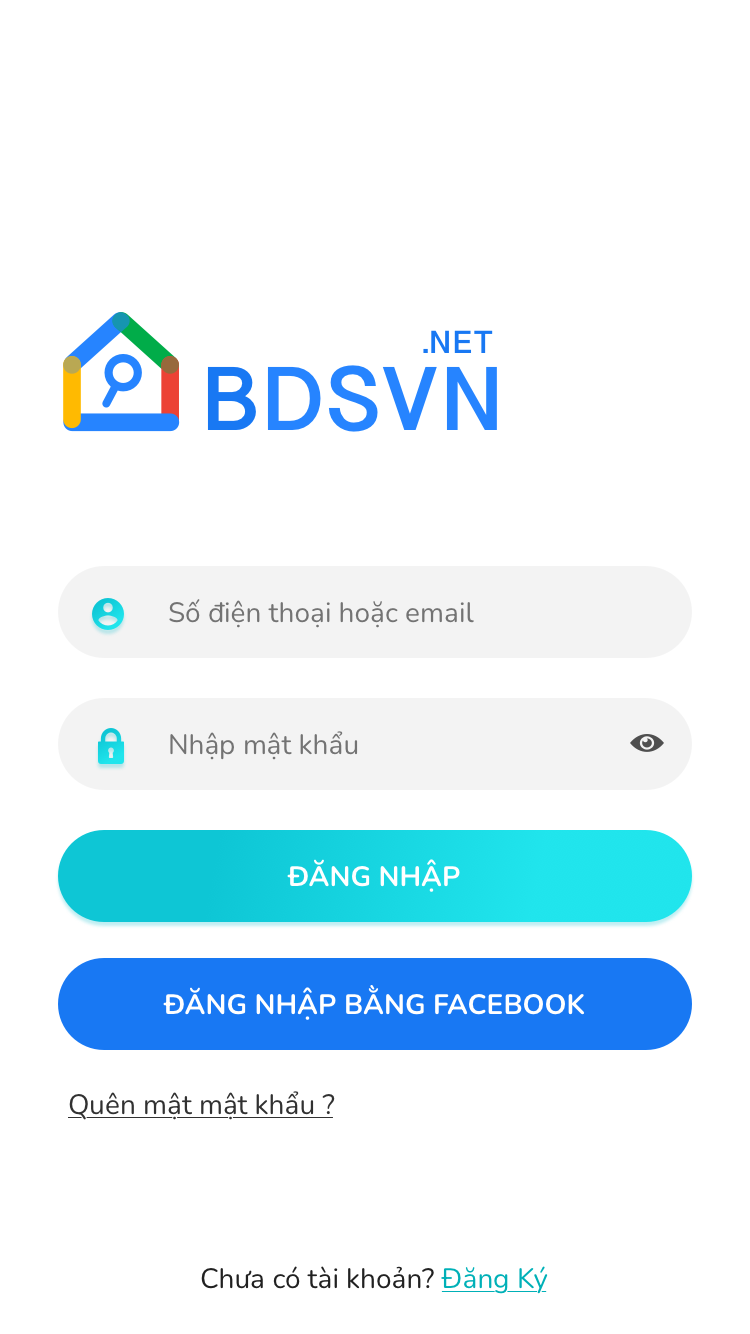 .NET
BDSVN
Số điện thoại hoặc email
Nhập mật khẩu
ĐĂNG NHẬP
ĐĂNG NHẬP BẰNG FACEBOOK
Quên mật mật khẩu ?
Chưa có tài khoản? Đăng Ký